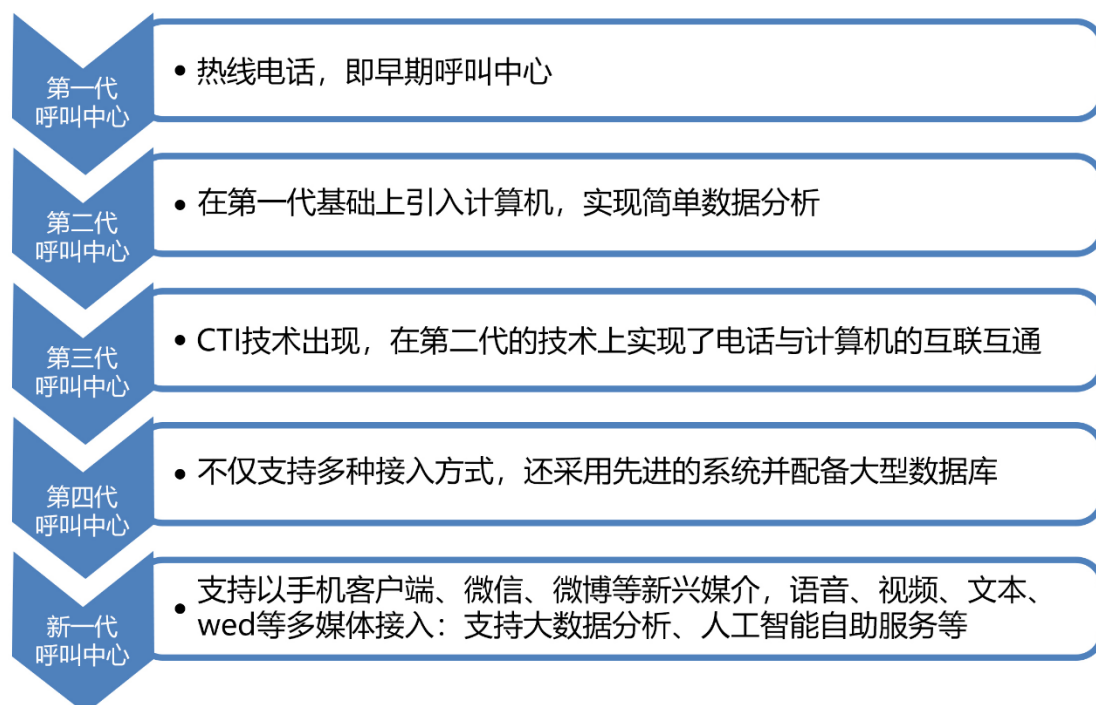 第一代
呼叫中心
• 热线电话，即早期呼叫中心
第二代
呼叫中心
• 在第一代基础上引入计算机，实现简单数据分析
第三代
呼叫中心
• CTI技术出现，在第二代的技术上实现了电话与计算机的互联互通
第四代
呼叫中心
• 不仅支持多种接入方式，还采用先进的系统并配备大型数据库
新一代
呼叫中心
• 支持以手机客户端、微信、微博等新兴媒介，语音、视频、文本、
wed等多媒体接入：支持大数据分析、人工智能自助服务等